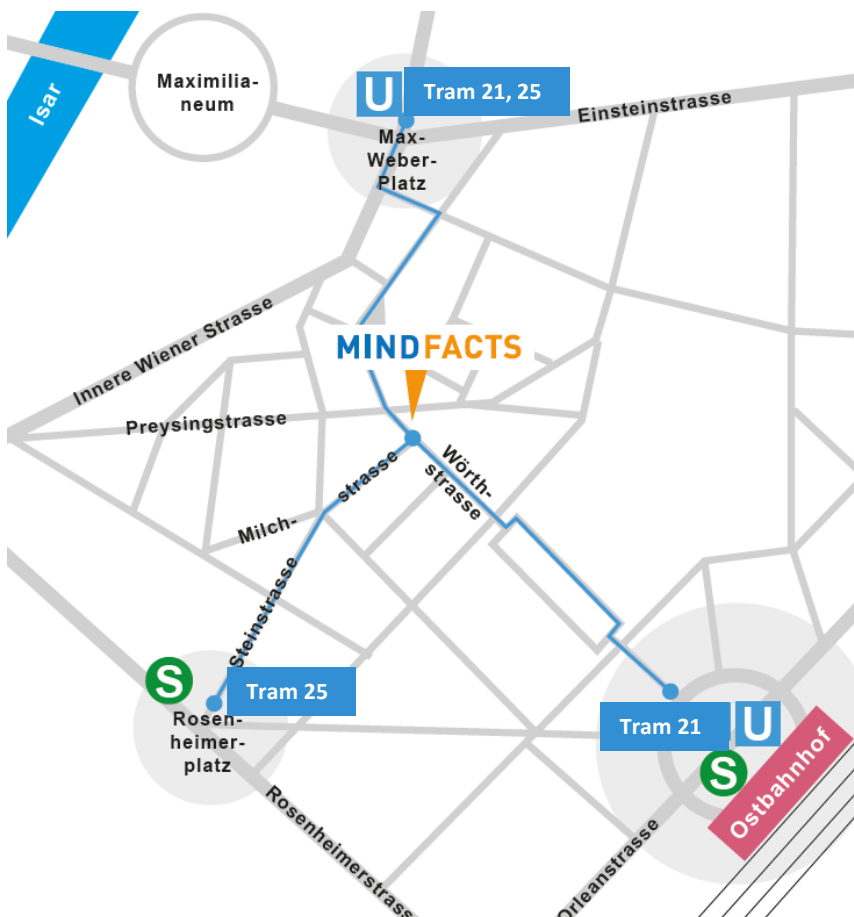 Isar
Maximilia-
neum
U
Tram 21, 25
Einsteinstrasse
Max-
Weber-
Platz
Innere Wiener Strasse
MINDFACTS
Preysingstrasse
Wörth-
strasse
Milch-
strasse
Steinstrasse
S
Tram 25
Rosen-
heimer-
platz
Tram 21
U
S
Ostbahnhof
Rosenheimerstrasse
Orleanstrasse